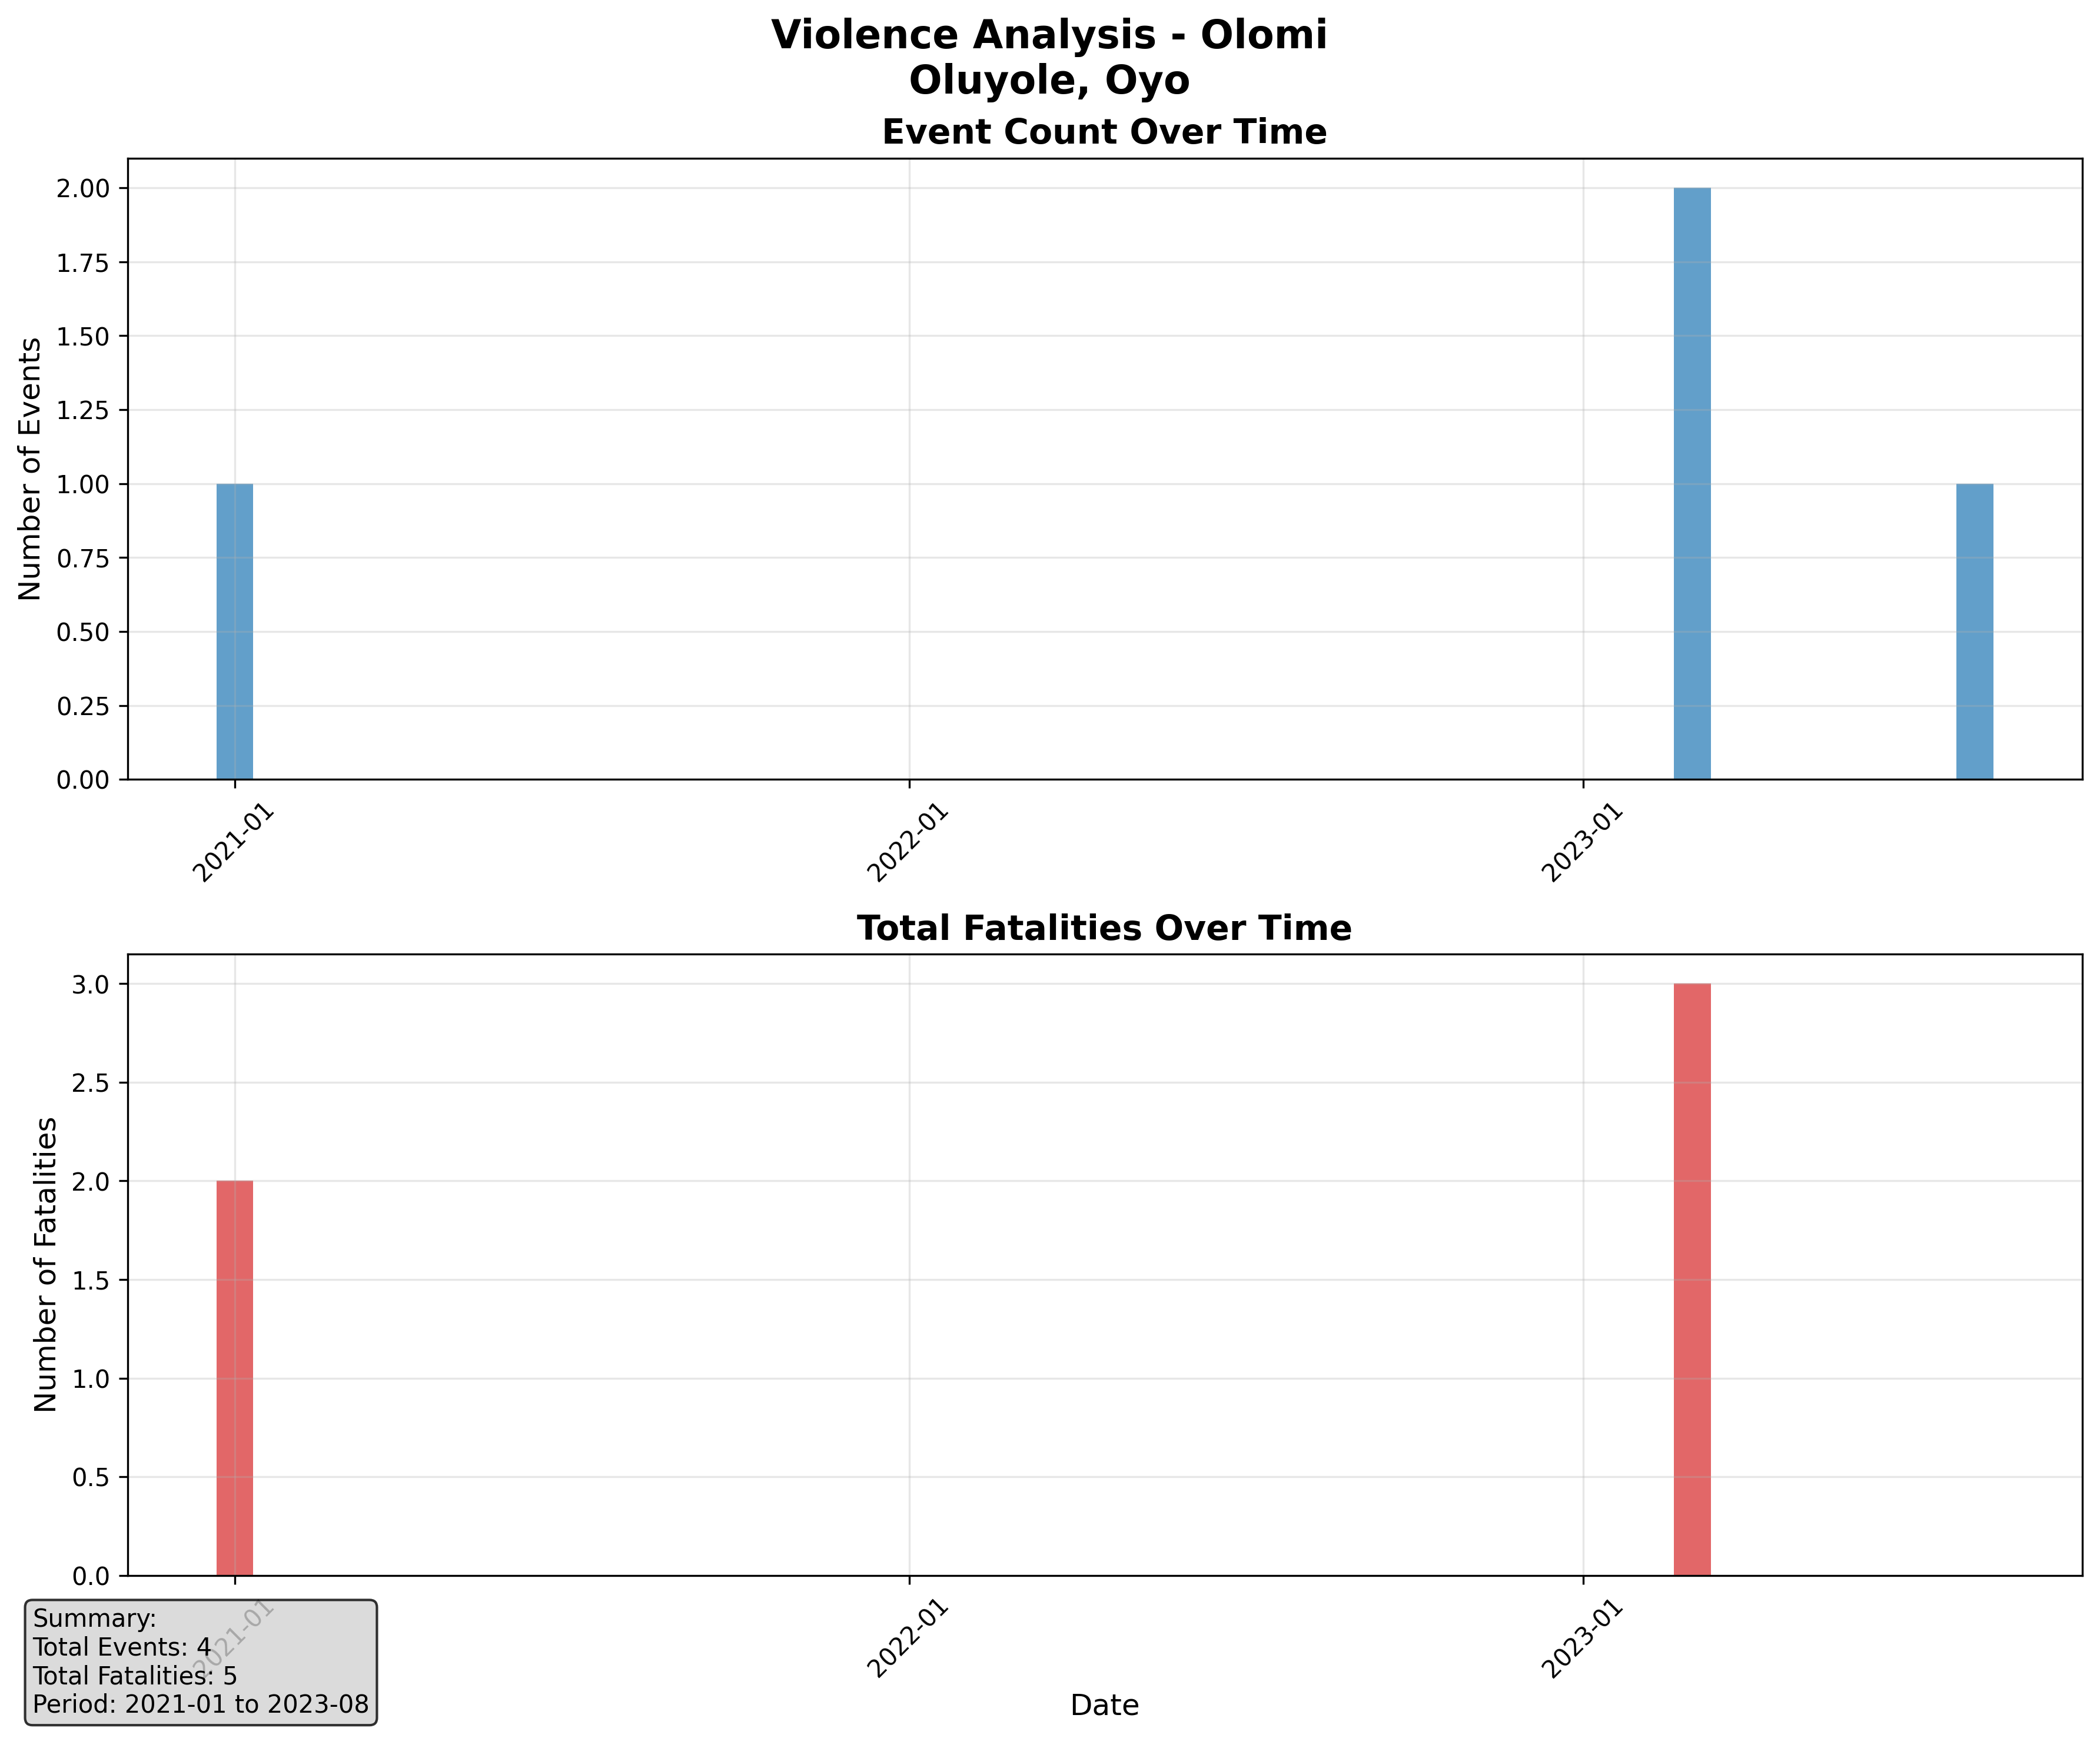 Violence Analysis - Olomi
Oluyole, Oyo
Event Count Over Time
Number of Events
2.00
1.75
1.50
1.25
1.00
0.75
0.50
0.25
0.00
2021-01
2022-01
2023-01
Total Fatalities Over Time
Number of Fatalities
3.0
2.5
2.0
1.5
1.0
0.5
0.0
2021-01
2022-01
2023-01
Date
Summary:
Total Events: 4
Total Fatalities: 5
Period: 2021-01 to 2023-08